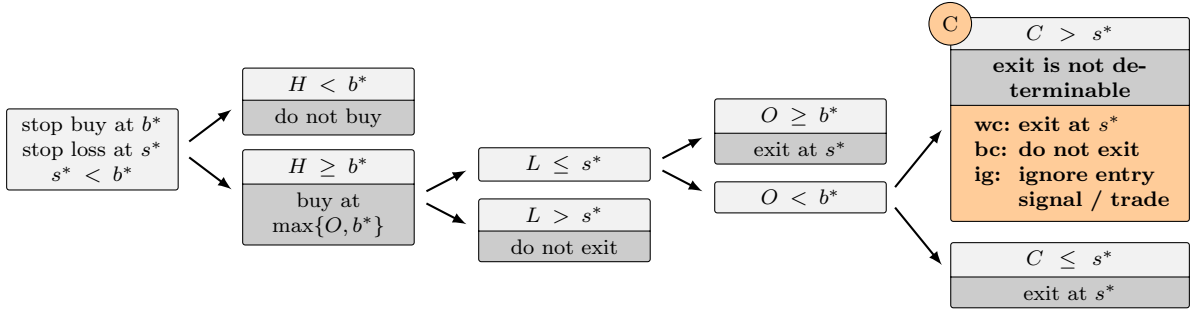 stop buy at b*
stop loss at s*
s* < b*
H < b*
do not buy
H ≥ b*
buy at
max{O, b*}
L ≤ s*
L > s*
do not exit
O ≥ b*
exit at s*
O < b*
C
C > s*
exit is not de-
terminable
wc: exit at s*
bc: do not exit
ig: ignore entry
signal / trade
C ≤ s*
exit at s*